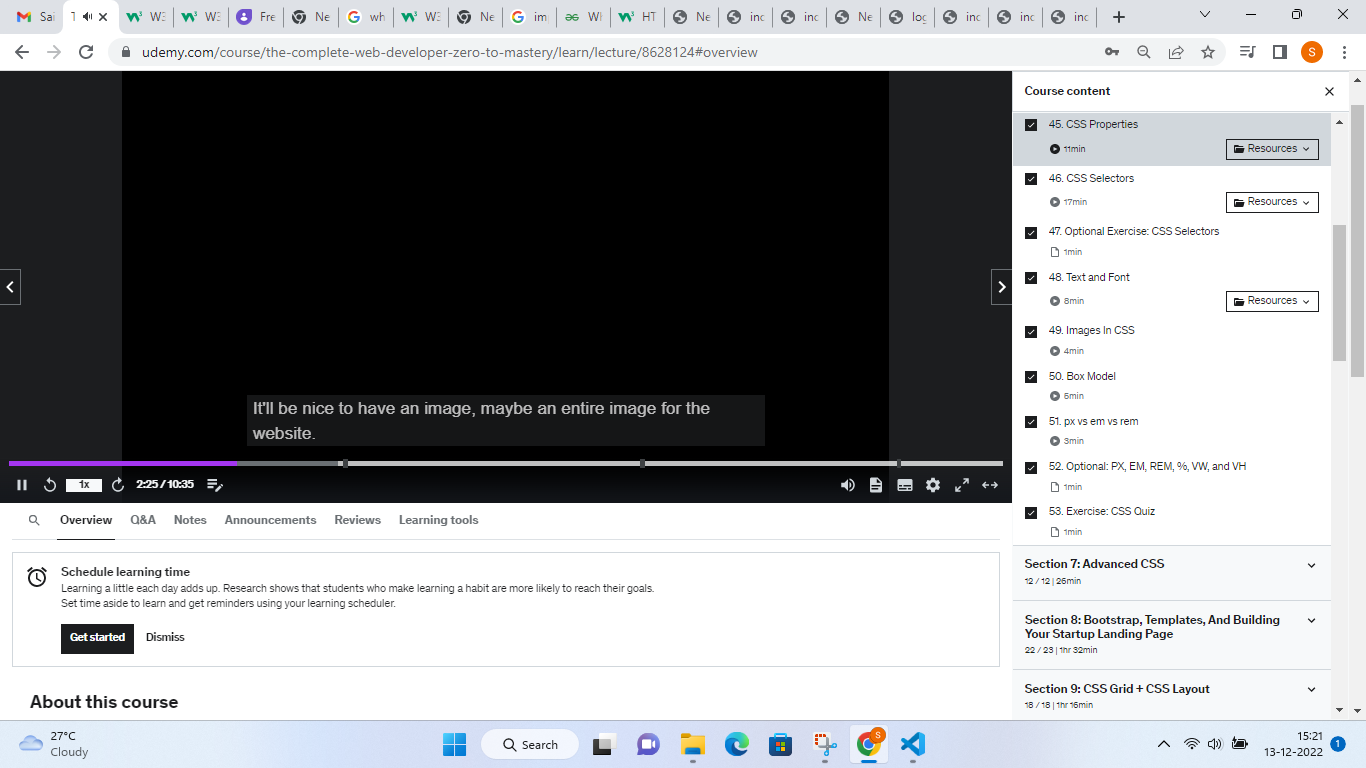 Sai
T
W3
W3
Fre
Ne
wh
W3
Ne
im
WI
HT
Ne
inc
inc
Ne
log
inc
inc
inc
udemy.com/course/the-complete-web-developer-zero-to-mastery/learn/lecture/8628124#overview
S
It'll be nice to have an image, maybe an entire image for the
website.
1x
2:25 / 10:35
Course content
45. CSS Properties
11min
Resources
46. CSS Selectors
17min
Resources
47. Optional Exercise: CSS Selectors
1min
48. Text and Font
8min
Resources
49. Images In CSS
4min
50. Box Model
5min
51. px vs em vs rem
3min
52. Optional: PX, EM, REM, %, VW, and VH
1min
53. Exercise: CSS Quiz
1min
Section 7: Advanced CSS
12 / 12 | 26min
Section 8: Bootstrap, Templates, And Building
Your Startup Landing Page
22 / 23 | 1hr 32min
Section 9: CSS Grid + CSS Layout
18 / 18 | 1hr 16min
Overview Q&A Notes Announcements Reviews Learning tools
Schedule learning time
Learning a little each day adds up. Research shows that students who make learning a habit are more likely to reach their goals.
Set time aside to learn and get reminders using your learning scheduler.
Get started Dismiss
About this course
27°C
Cloudy
Search
S
15:21
13-12-2022
1